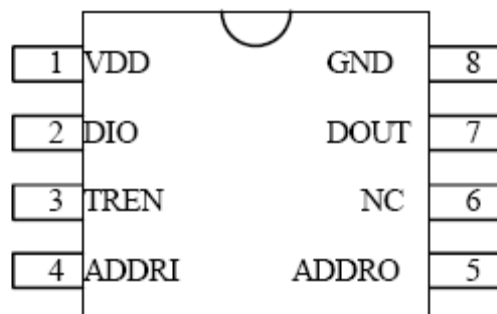 1 VDD GND 8
2 DIO DOUT 7
3 TREN NC 6
4 ADDRI ADDRO 5